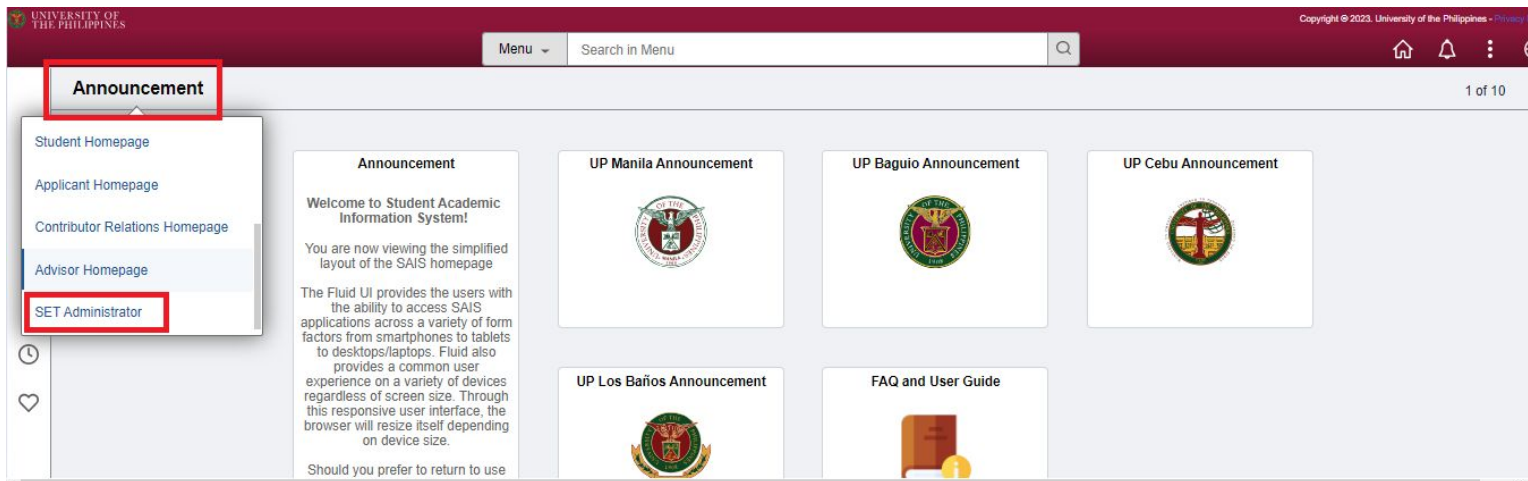 UNIVERSITY OF
THE PHILIPPINES
Copyright © 2023. University of the Philippines - Privacy
Menu
Search in Menu
Announcement
1 of 10
Student Homepage
Applicant Homepage
Contributor Relations Homepage
Advisor Homepage
SET Administrator
Announcement
Welcome to Student Academic
Information System!
You are now viewing the simplified
layout of the SAIS homepage
The Fluid UI provides the users with
the ability to access SAIS
applications across a variety of form
factors from smartphones to tablets
to desktops/laptops. Fluid also
provides a common user
experience on a variety of devices
regardless of screen size. Through
this responsive user interface, the
browser will resize itself depending
on device size.
Should you prefer to return to use
UP Manila Announcement
UP Baguio Announcement
UNIVERSITY OF THE PHILIPPINES
1908
UP Cebu Announcement
UP Los Baños Announcement
FAQ and User Guide